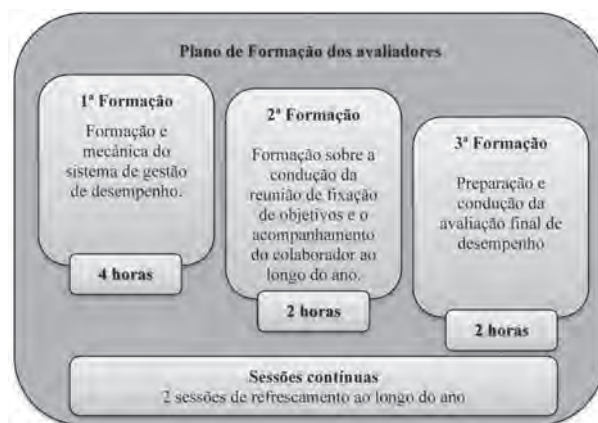 Plano de Formação dos avaliadores
1ª Formação
Formação e
mecânica do
sistema de gestão
de desempenho.
4 horas
2ª Formação
Formação sobre a
condução da
reunião de fixação
de objetivos e o
acompanhamento
do colaborador ao
longo do ano.
2 horas
3ª Formação
Preparação e
condução da
avaliação final de
desempenho
2 horas
Sessões contínuas
2 sessões de refrescamento ao longo do ano